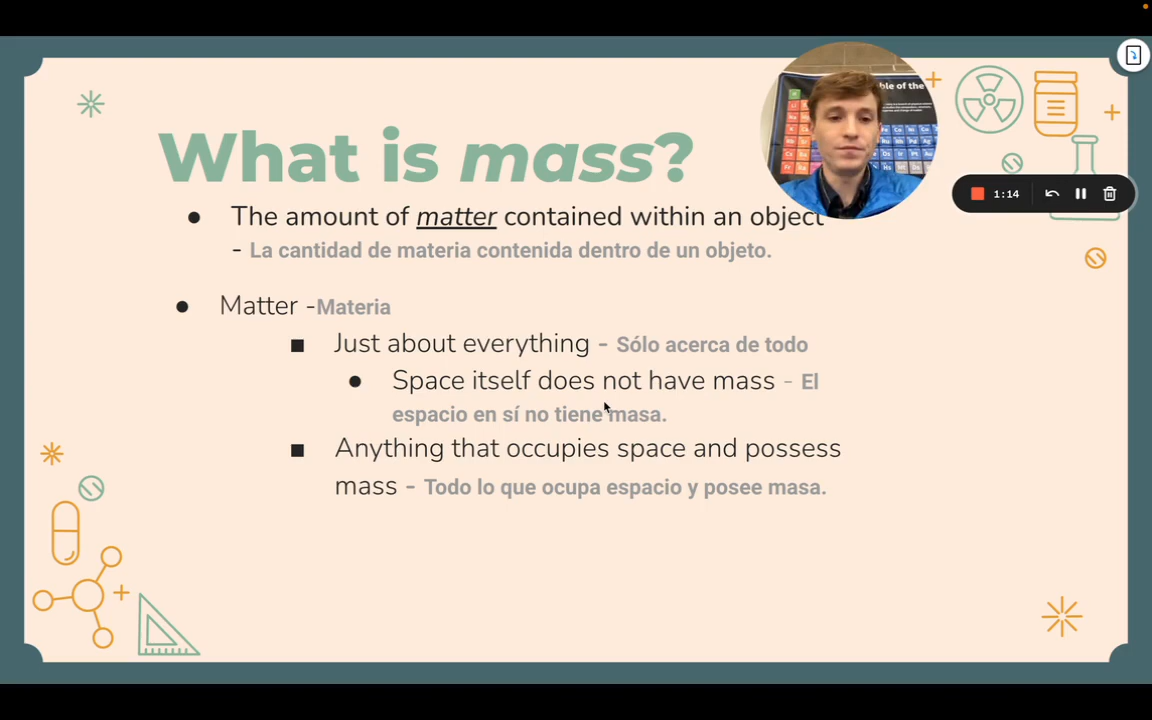 What is mass?
● The amount of matter contained within an object
- La cantidad de materia contenida dentro de un objeto.
● Matter -Materia
■ Just about everything - Sólo acerca de todo
● Space itself does not have mass - El
espacio en sí no tiene masa.
■ Anything that occupies space and possess
mass - Todo lo que ocupa espacio y posee masa.
ble of the
1:14